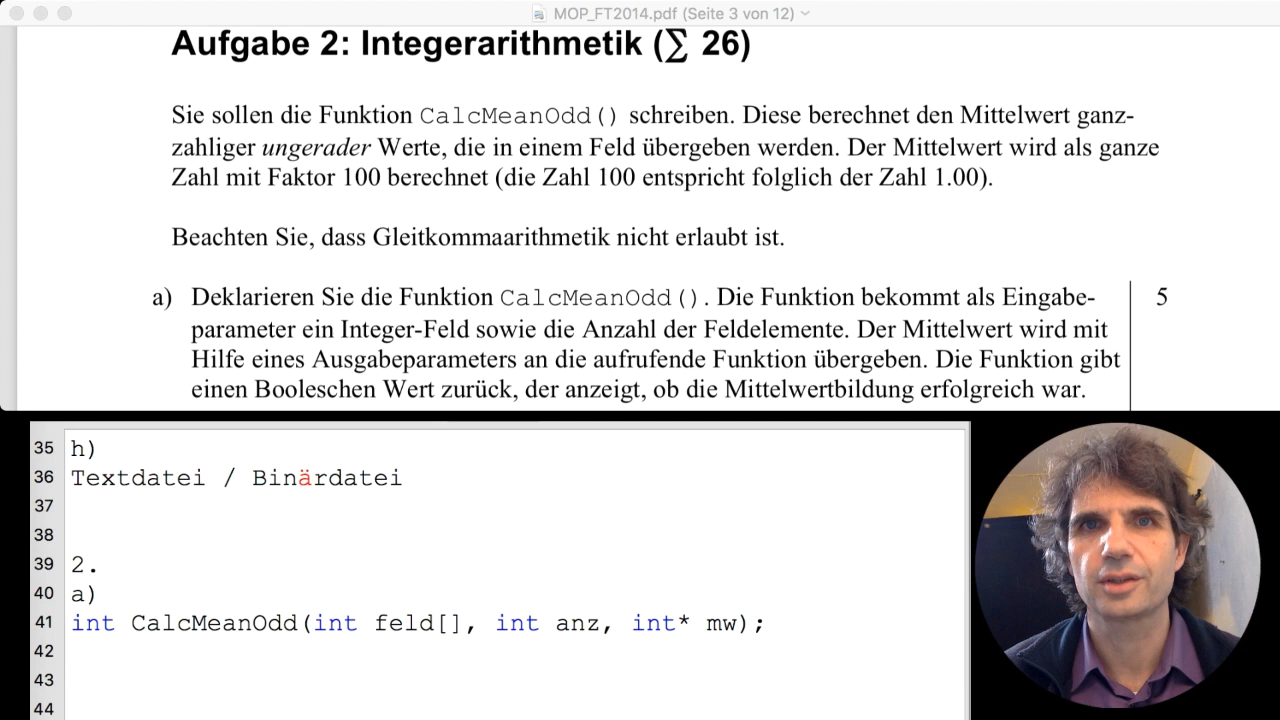 MOP_FT2014.pdf (Seite 3 von 12)
Aufgabe 2: Integerarithmetik (∑ 26)
Sie sollen die Funktion CalcMeanOdd() schreiben. Diese berechnet den Mittelwert ganz-
zahliger ungerader Werte, die in einem Feld übergeben werden. Der Mittelwert wird als ganze
Zahl mit Faktor 100 berechnet (die Zahl 100 entspricht folglich der Zahl 1.00).
Beachten Sie, dass Gleitkommaarithmetik nicht erlaubt ist.
a) Deklarieren Sie die Funktion CalcMeanOdd(). Die Funktion bekommt als Eingabe- 5
parameter ein Integer-Feld sowie die Anzahl der Feldelemente. Der Mittelwert wird mit
Hilfe eines Ausgabeparameters an die aufrufende Funktion übergeben. Die Funktion gibt
einen Booleschen Wert zurück, der anzeigt, ob die Mittelwertbildung erfolgreich war.
35 h)
36 Textdatei / Binärdatei
37
38
39 2.
40 a)
41 int CalcMeanOdd(int feld[], int anz, int* mw);
42
43
44